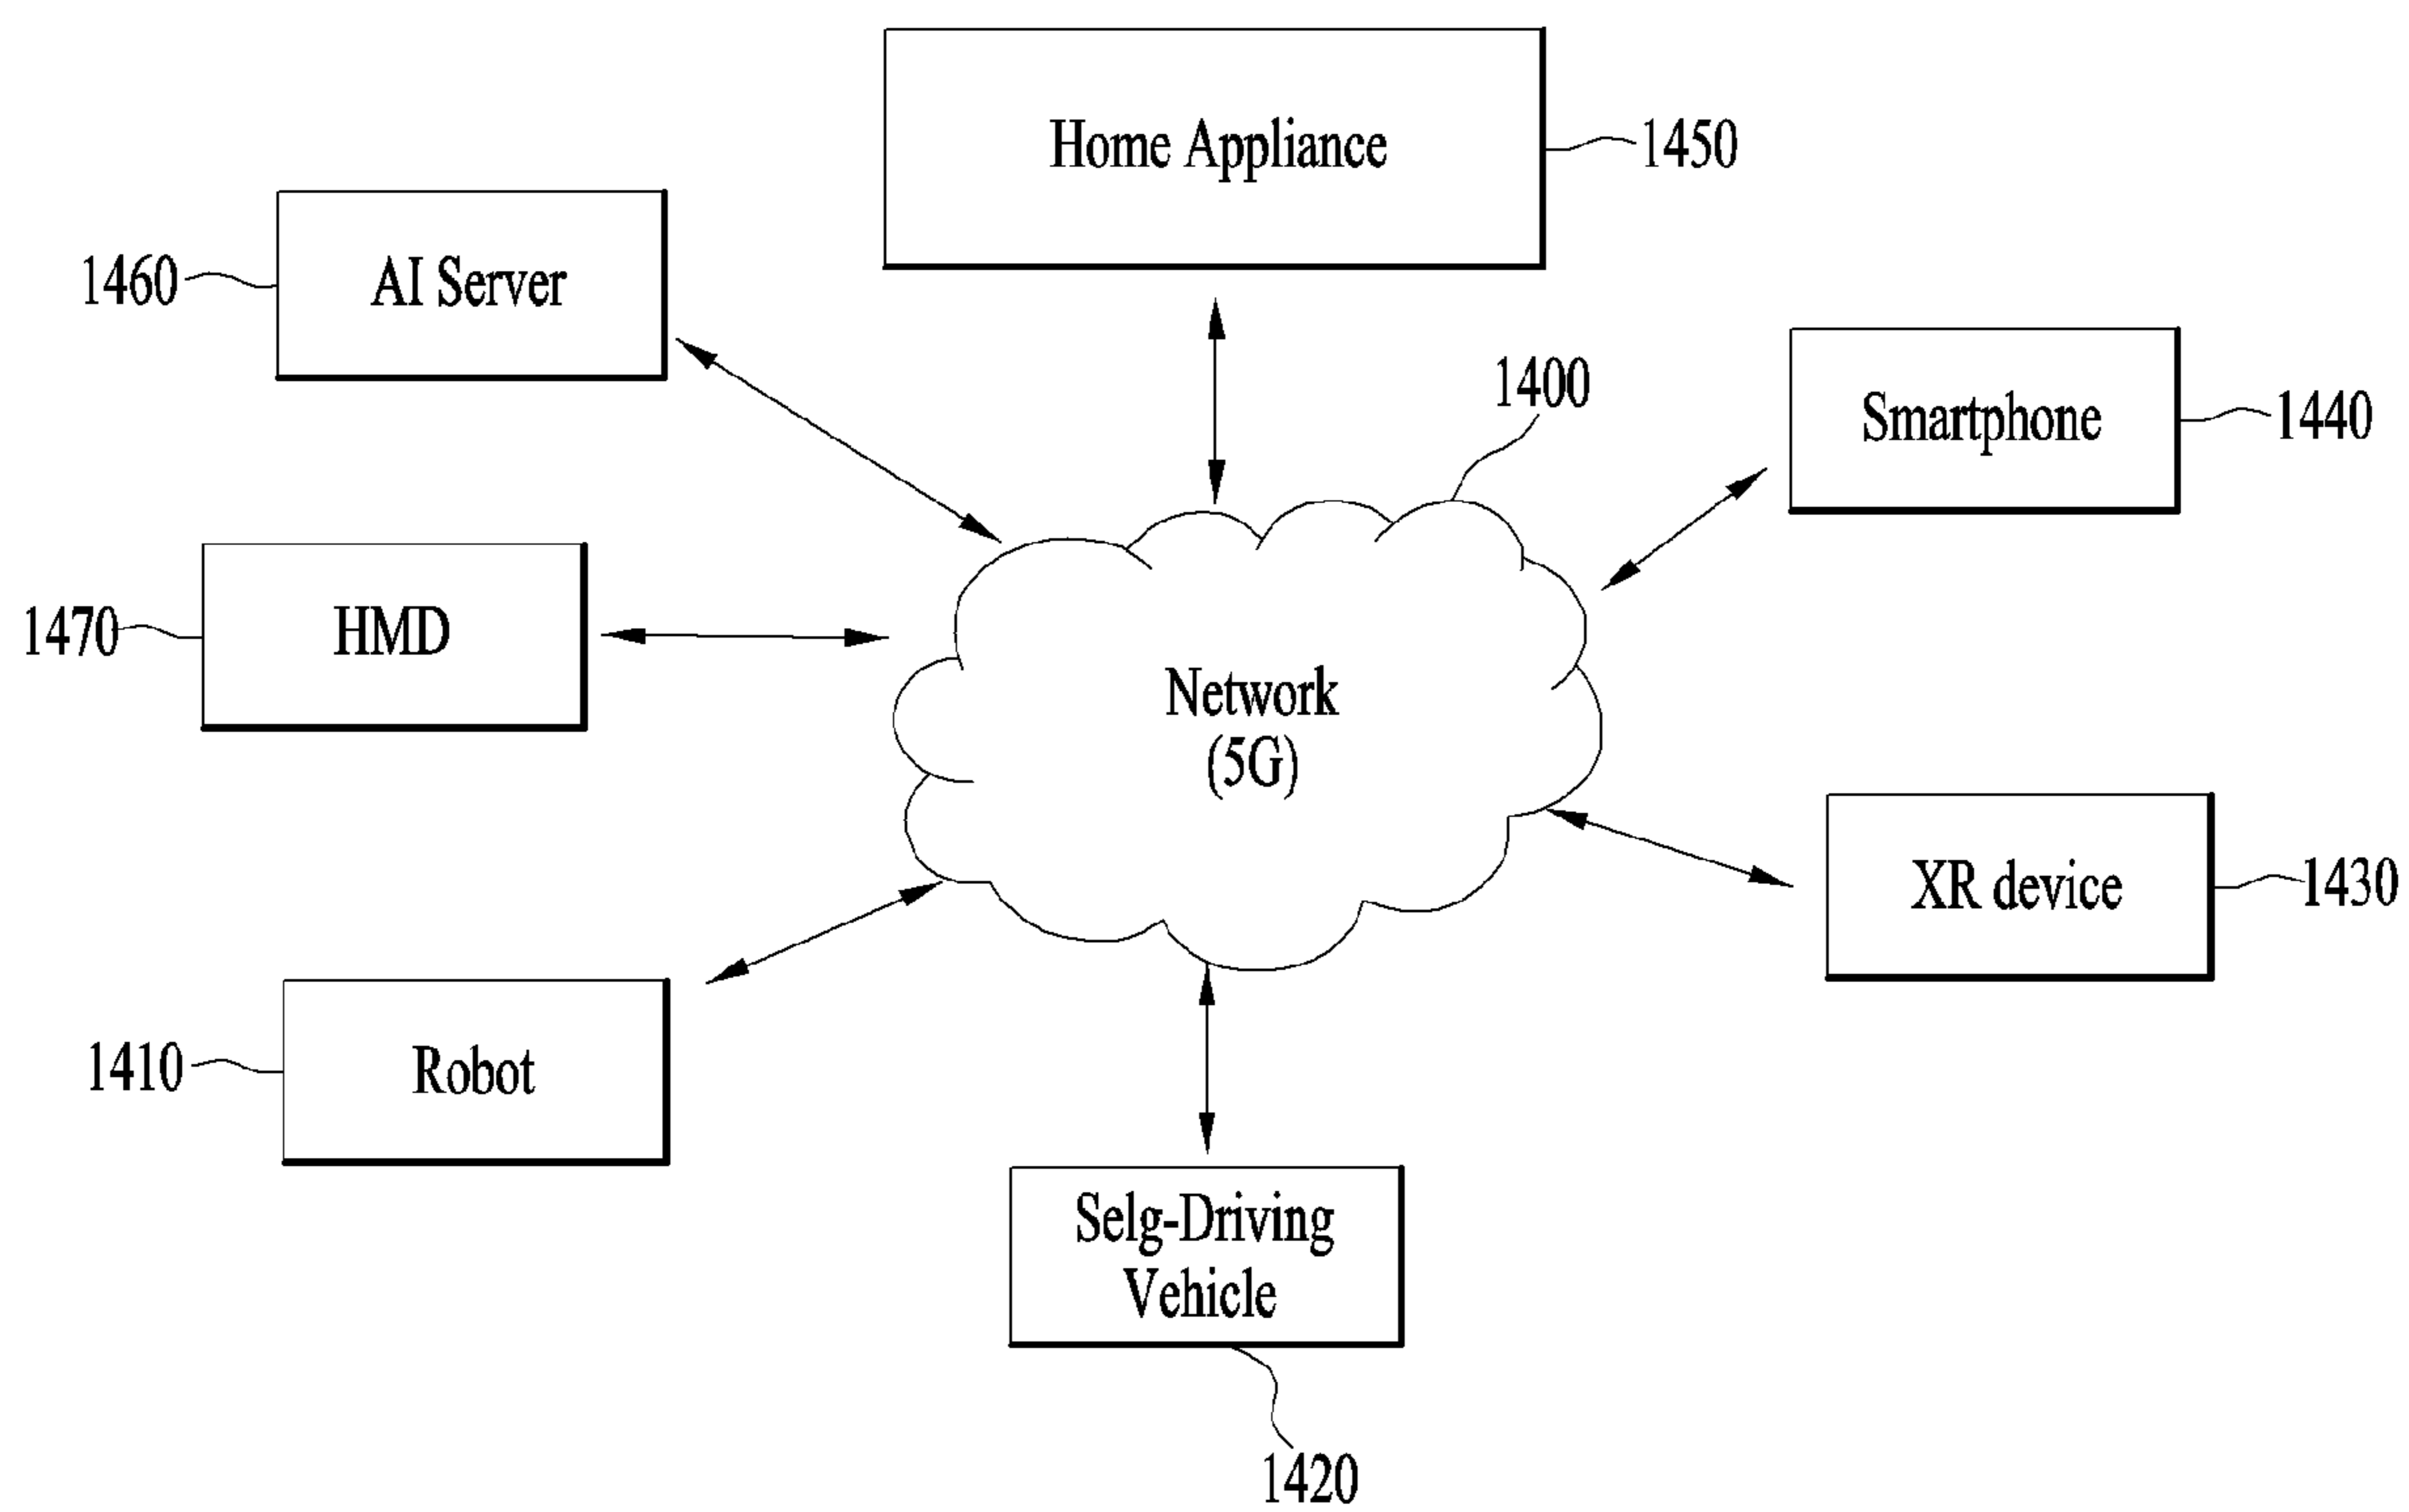 Home Appliance
1450
1460
AI Server
1400
Smartphone
1440
1470
HMD
Network
(5G)
XR device
1430
1410
Robot
Selg-Driving
Vehicle
1420